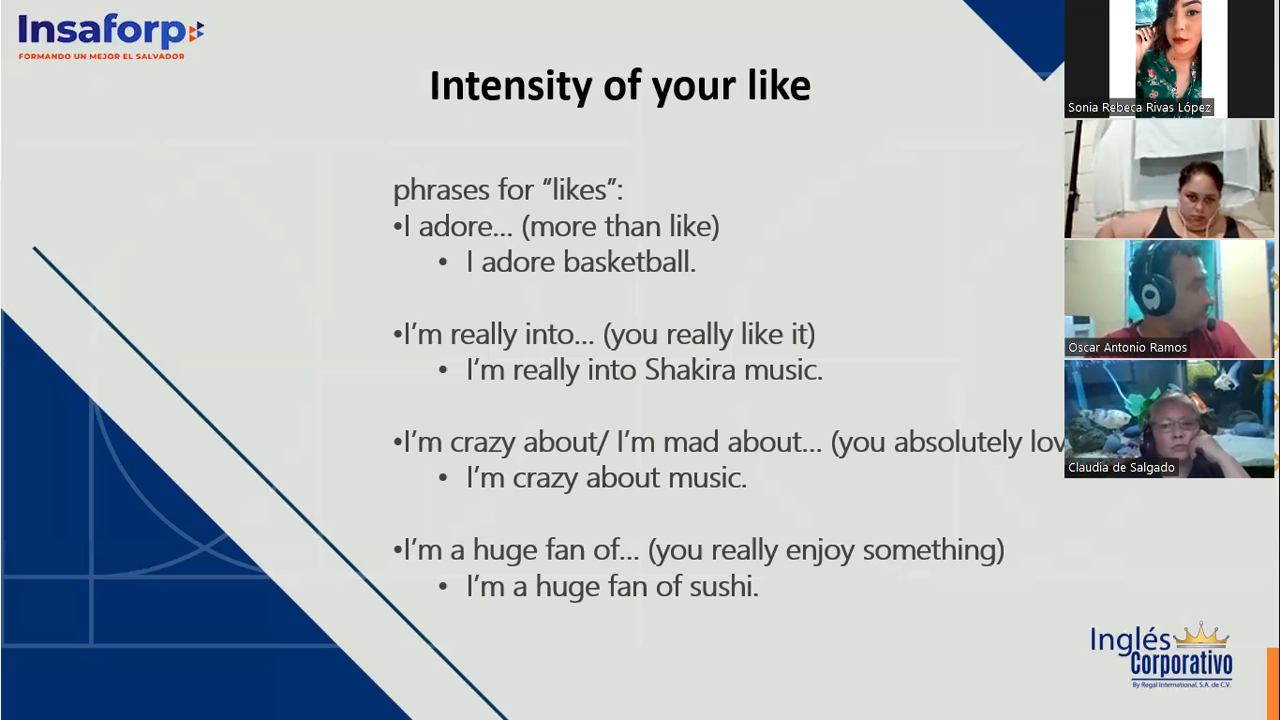 Insaforp
FORMANDO UN MEJOR EL SALVADOR
Intensity of your like
phrases for “likes”:
•I adore... (more than like)
• I adore basketball.
•I’m really into... (you really like it)
• I’m really into Shakira music.
•I’m crazy about/ I’m mad about... (you absolutely lov
• I’m crazy about music.
•I’m a huge fan of... (you really enjoy something)
• I’m a huge fan of sushi.
Sonia Rebeca Rivas López
Oscar Antonio Ramos
Claudia de Salgado
Inglés
Corporativo
By Regal International, S.A. de C.V.